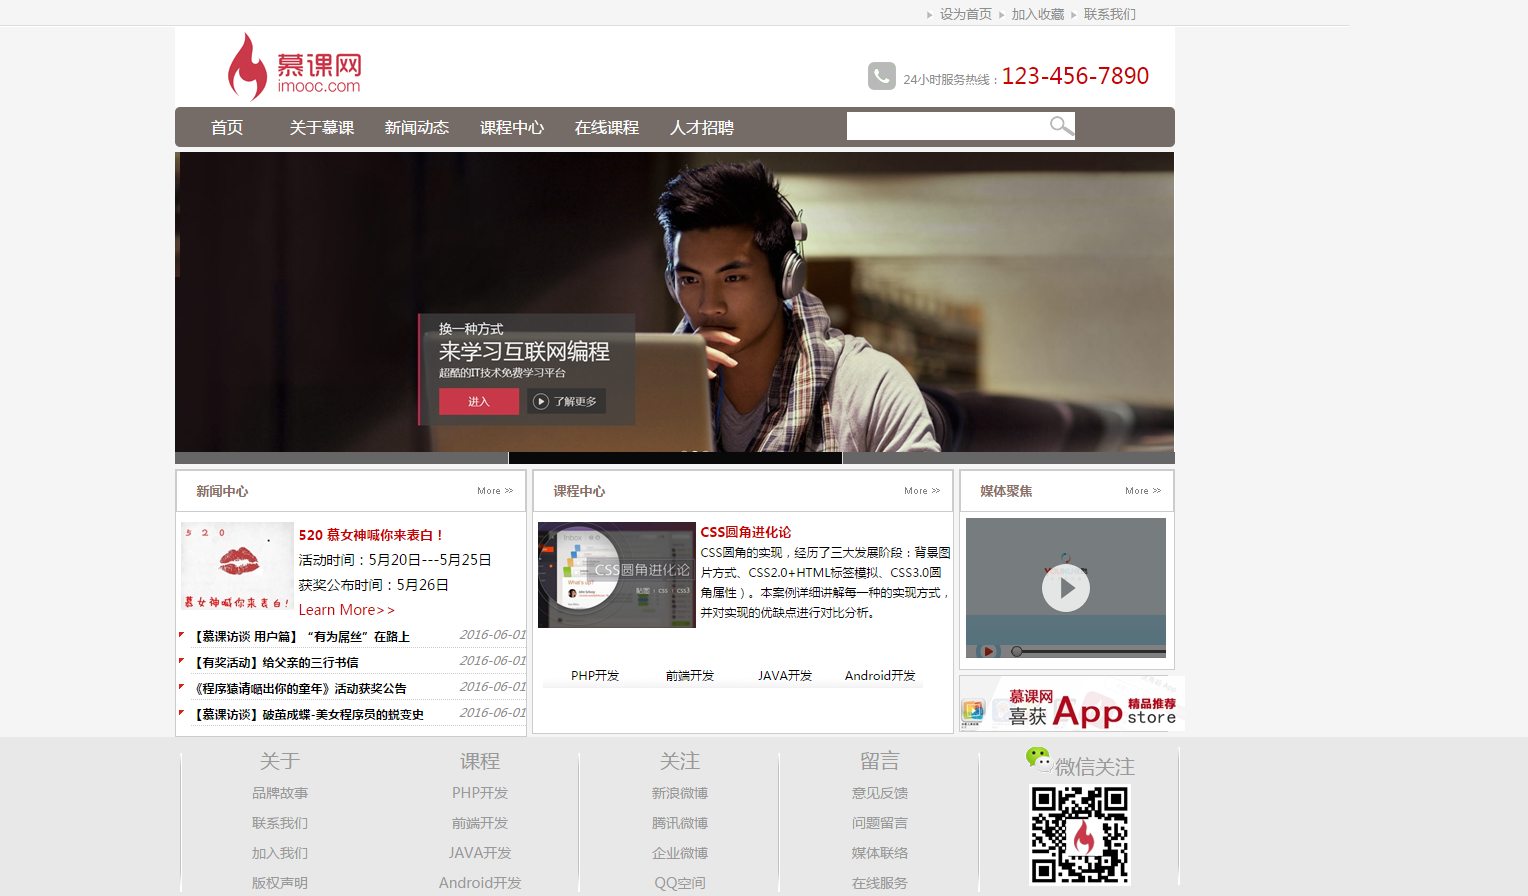 设为首页 加入收藏 联系我们
慕课网
imooc.com
24小时服务热线：123-456-7890
首页 关于慕课 新闻动态 课程中心 在线课程 人才招聘
换一种方式
来学习互联网编程
超酷的IT技术免费学习平台
进入 了解更多
新闻中心 More >>
5 2 0
慕女神喊你来表白！
520 慕女神喊你来表白！
活动时间：5月20日---5月25日
获奖公布时间：5月26日
Learn More>>
【慕课访谈 用户篇】“有为屌丝”在路上 2016-06-01
【有奖活动】给父亲的三行书信 2016-06-01
《程序猿请嗮出你的童年》活动获奖公告 2016-06-01
【慕课访谈】破茧成蝶-美女程序员的蜕变史 2016-06-01
课程中心 More >>
Inbox
What's up?
CSS圆角进化论
贴图 | CSS | CSS3
CSS圆角进化论
CSS圆角的实现，经历了三大发展阶段：背景图
片方式、CSS2.0+HTML标签模拟、CSS3.0圆
角属性）。本案例详细讲解每一种的实现方式，
并对实现的优缺点进行对比分析。
PHP开发 前端开发 JAVA开发 Android开发
媒体聚焦 More >>
慕课网
喜获 App 精品推荐
store
关于 课程 关注 留言 微信关注
品牌故事 PHP开发 新浪微博 意见反馈
联系我们 前端开发 腾讯微博 问题留言
加入我们 JAVA开发 企业微博 媒体联络
版权声明 Android开发 QQ空间 在线服务